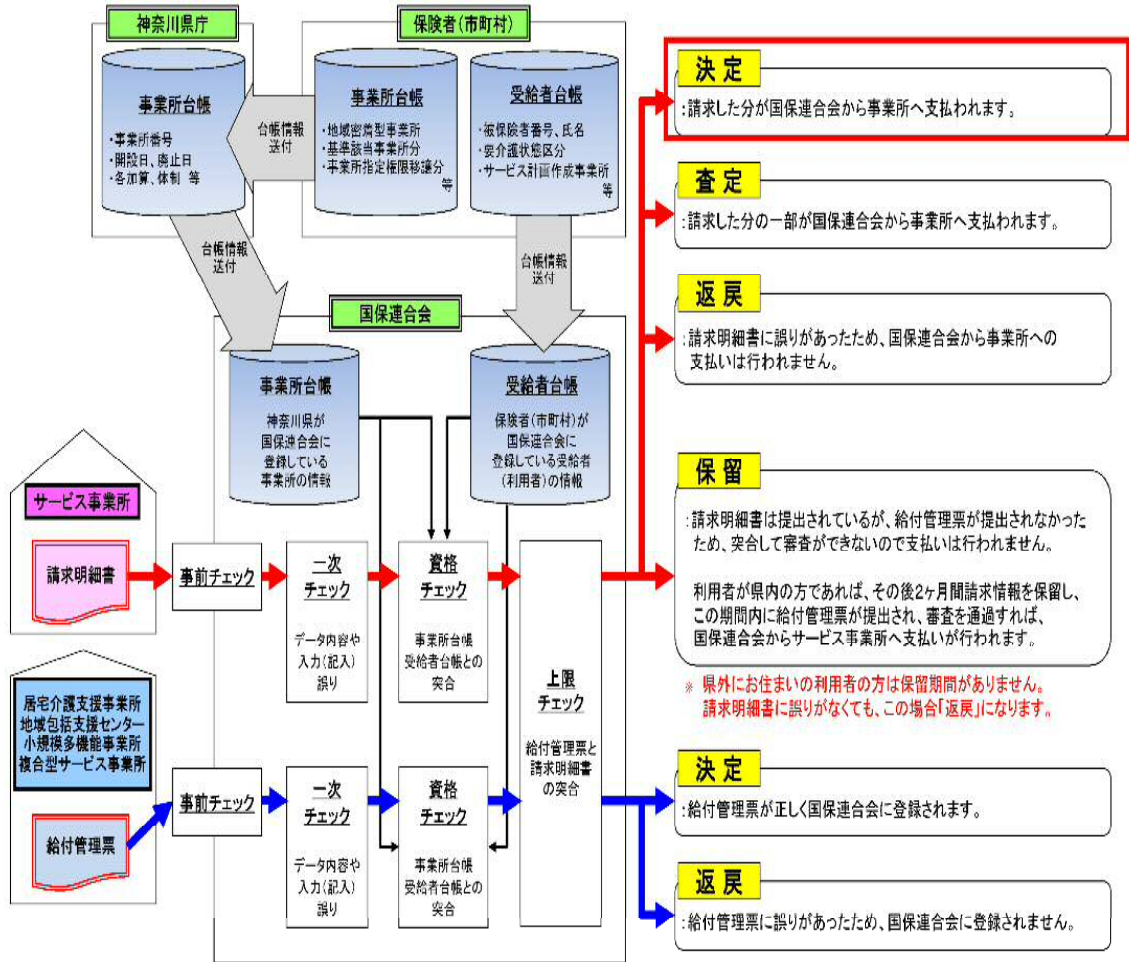 神奈川県庁
事業所台帳
・事業所番号
・開設日、廃止日
・各加算、体制 等
台帳情報
送付
保険者(市町村)
事業所台帳
・地域密着型事業所
・基準該当事業所分
・事業所指定権限移譲分
等
受給者台帳
・被保険者番号、氏名
・要介護状態区分
・サービス計画作成事業所
等
台帳情報
送付
台帳情報
送付
国保連合会
事業所台帳
神奈川県が
国保連合会に
登録している
事業所の情報
受給者台帳
保険者(市町村)が
国保連合会に
登録している受給者
(利用者)の情報
サービス事業所
請求明細書
事前チェック
一次
チェック
データ内容や
入力(記入)
誤り
資格
チェック
事業所台帳
受給者台帳との
突合
上限
チェック
給付管理票と
請求明細書
の突合
居宅介護支援事業所
地域包括支援センター
小規模多機能事業所
複合型サービス事業所
給付管理票
事前チェック
一次
チェック
データ内容や
入力(記入)
誤り
資格
チェック
事業所台帳
受給者台帳との
突合
決定
:請求した分が国保連合会から事業所へ支払われます。
査定
:請求した分の一部が国保連合会から事業所へ支払われます。
返戻
:請求明細書に誤りがあったため、国保連合会から事業所への
支払いは行われません。
保留
:請求明細書は提出されているが、給付管理票が提出されなかった
ため、突合して審査ができないので支払いは行われません。
利用者が県内の方であれば、その後2ヶ月間請求情報を保留し、
この期間内に給付管理票が提出され、審査を通過すれば、
国保連合会からサービス事業所へ支払いが行われます。
※ 県外にお住まいの利用者の方は保留期間がありません。
請求明細書に誤りがなくても、この場合「返戻」になります。
決定
:給付管理票が正しく国保連合会に登録されます。
返戻
:給付管理票に誤りがあったため、国保連合会に登録されません。